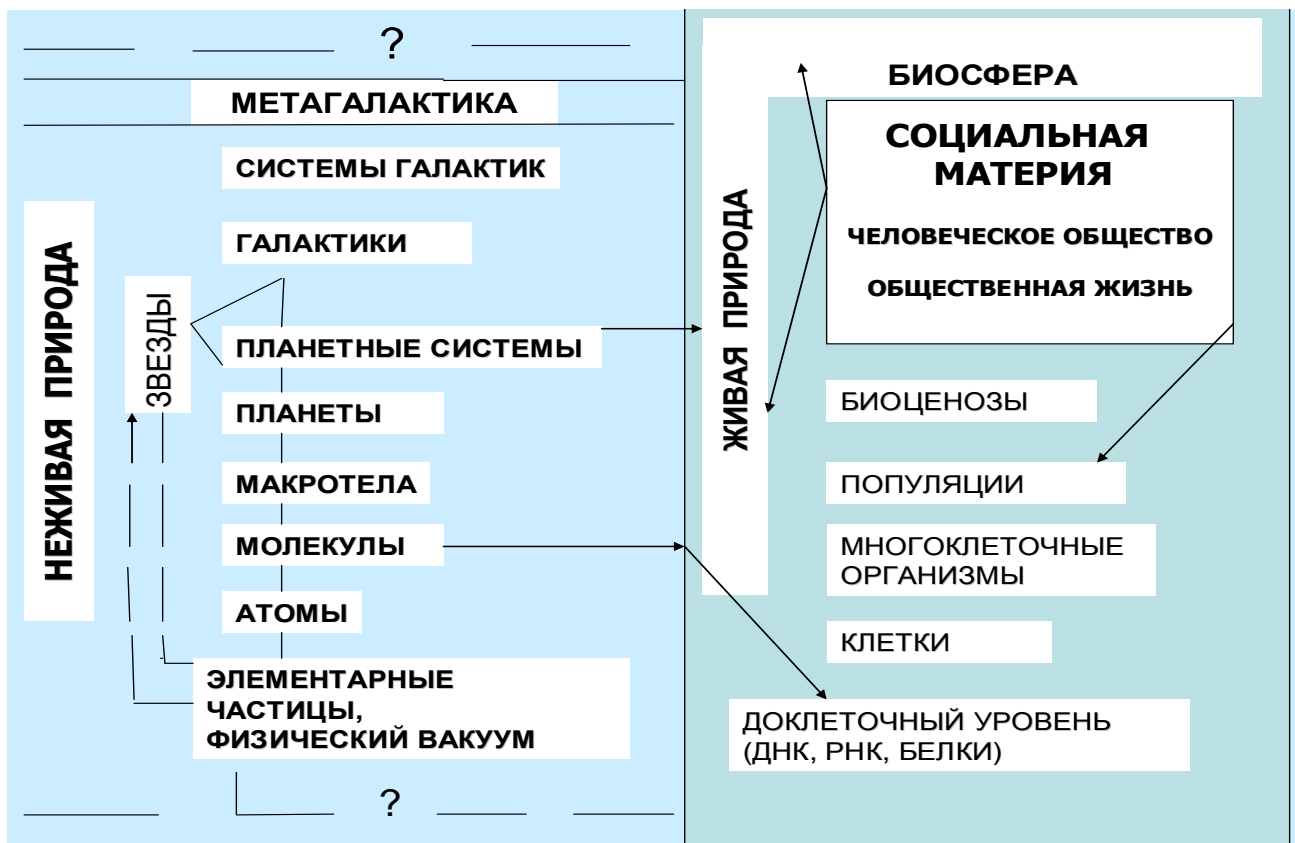 ?
МЕТАГАЛАКТИКА
СИСТЕМЫ ГАЛАКТИК
НЕЖИВАЯ ПРИРОДА
ГАЛАКТИКИ
ЗВЕЗДЫ
ПЛАНЕТНЫЕ СИСТЕМЫ
ПЛАНЕТЫ
МАКРОТЕЛА
МОЛЕКУЛЫ
АТОМЫ
ЭЛЕМЕНТАРНЫЕ
ЧАСТИЦЫ,
ФИЗИЧЕСКИЙ ВАКУУМ
?
БИОСФЕРА
ЖИВАЯ ПРИРОДА
СОЦИАЛЬНАЯ
МАТЕРИЯ
ЧЕЛОВЕЧЕСКОЕ ОБЩЕСТВО
ОБЩЕСТВЕННАЯ ЖИЗНЬ
БИОЦЕНОЗЫ
ПОПУЛЯЦИИ
МНОГОКЛЕТОЧНЫЕ
ОРГАНИЗМЫ
КЛЕТКИ
ДОКЛЕТОЧНЫЙ УРОВЕНЬ
(ДНК, РНК, БЕЛКИ)